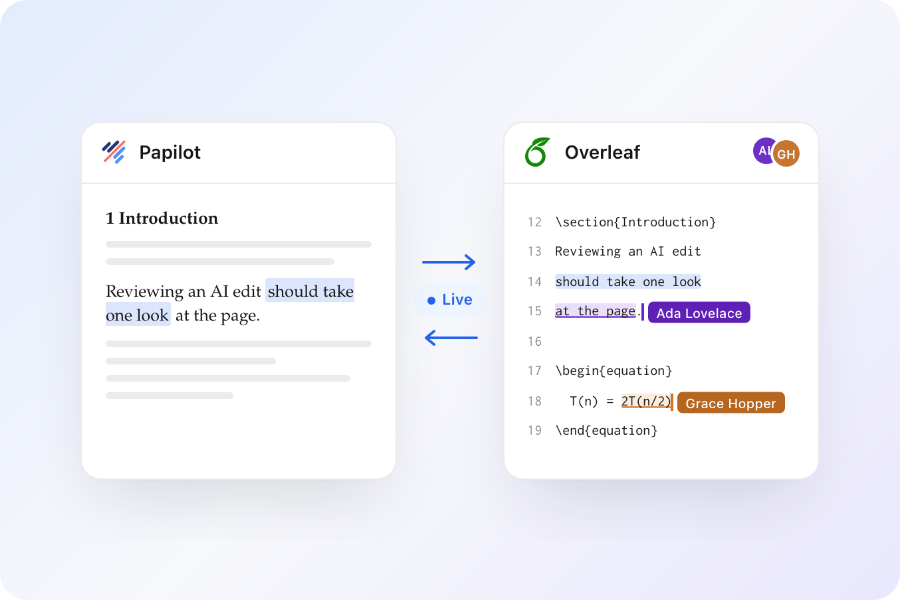 Papilot
1 Introduction
Reviewing an AI edit should take
one look at the page.
Live
Overleaf
GH
12 \section{Introduction}
13 Reviewing an AI edit
14 should take one look
15 at the page. Ada Lovelace
16
17 \begin{equation}
18 T(n) = 2T(n/2) Grace Hopper
19 \end{equation}